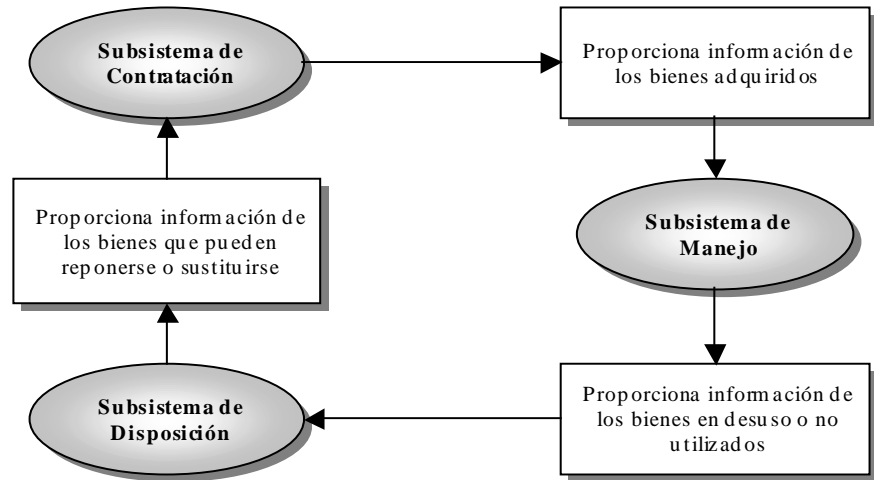 Subsistema de
Contratación
Proporciona información de
los bienes adquiridos
Proporciona información de
los bienes que pueden
reponerse o sustituirse
Subsistema de
Manejo
Subsistema de
Disposición
Proporciona información de
los bienes en desuso o no
utilizados